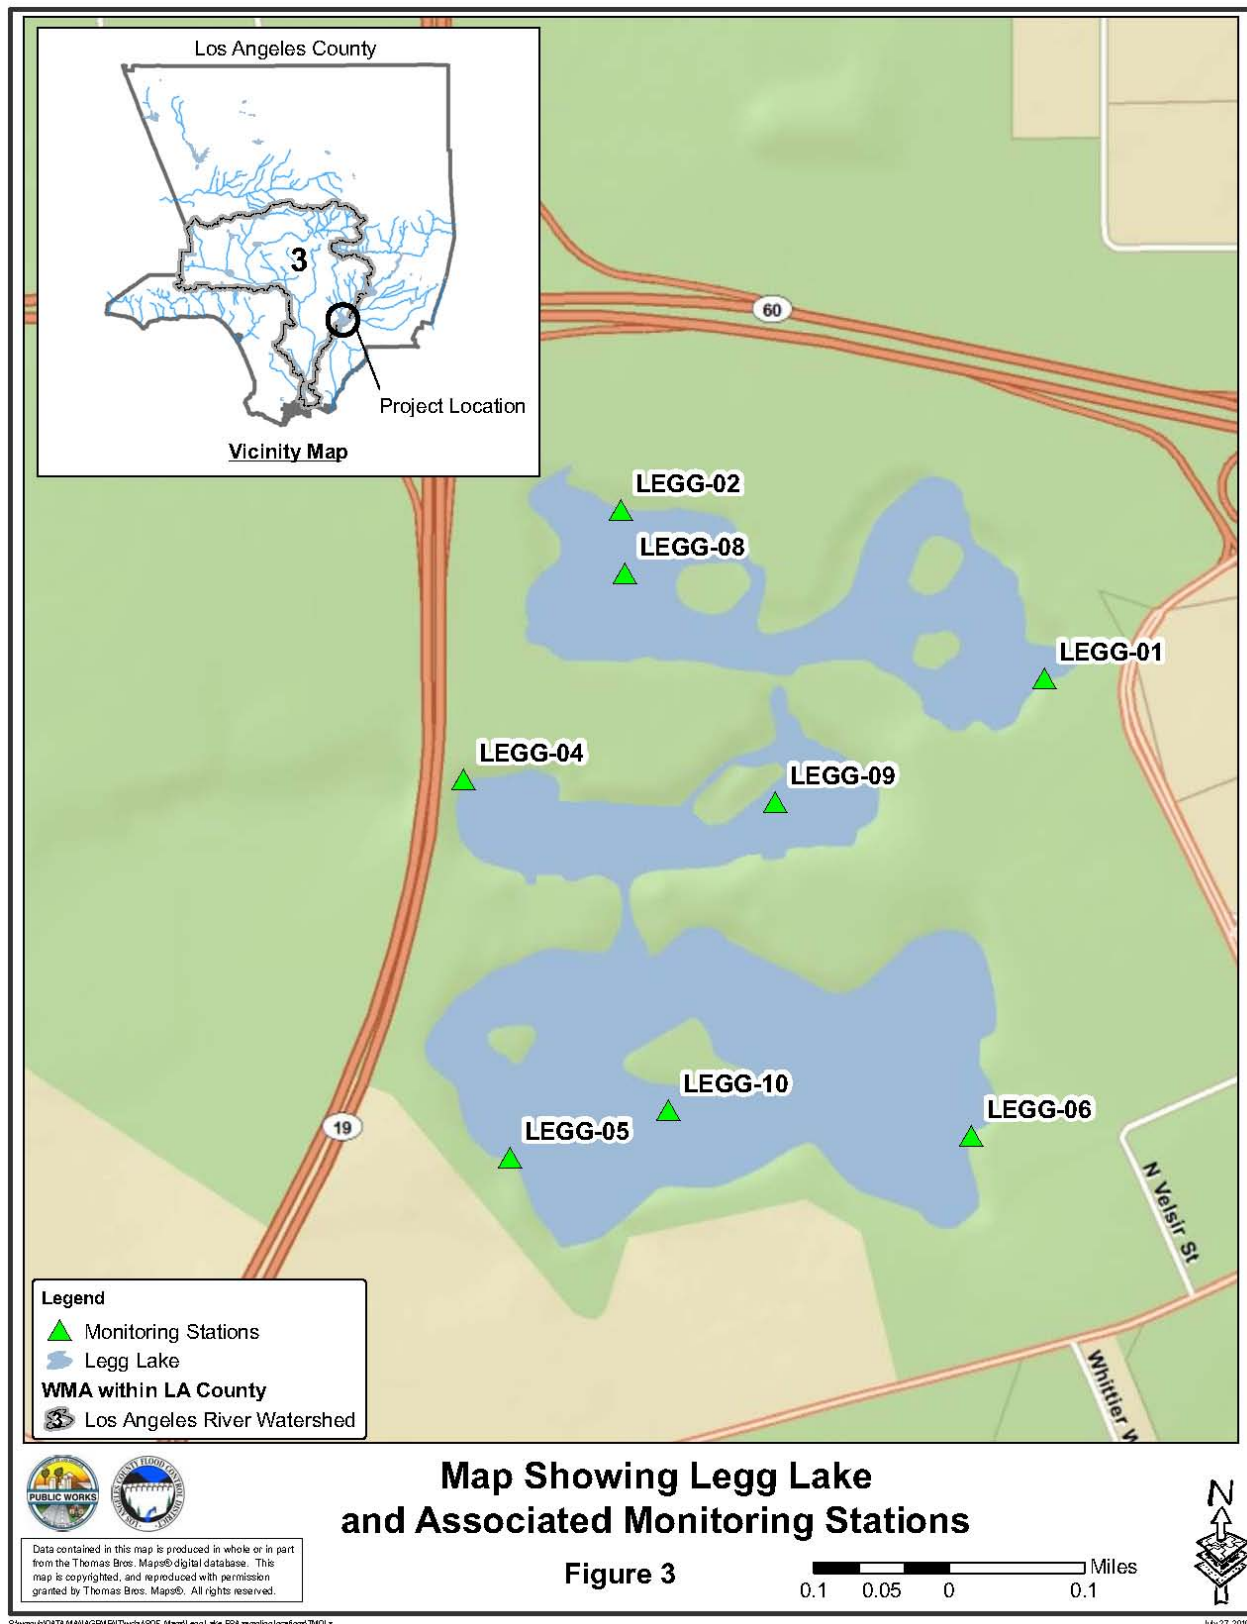 Los Angeles County
3
Project Location
Vicinity Map
60
LEGG-02
LEGG-08
LEGG-01
LEGG-04
LEGG-09
LEGG-10
LEGG-06
LEGG-05
19
N Velsir St
Whittier W
Legend
Monitoring Stations
Legg Lake
WMA within LA County
3 Los Angeles River Watershed
PUBLIC WORKS
Map Showing Legg Lake
and Associated Monitoring Stations
Figure 3
Data contained in this map is produced in whole or in part
from the Thomas Bros. Maps® digital database. This
map is copyrighted, and reproduced with permission
granted by Thomas Bros. Maps®. All rights reserved.
Miles
0.1 0.05 0 0.1
N